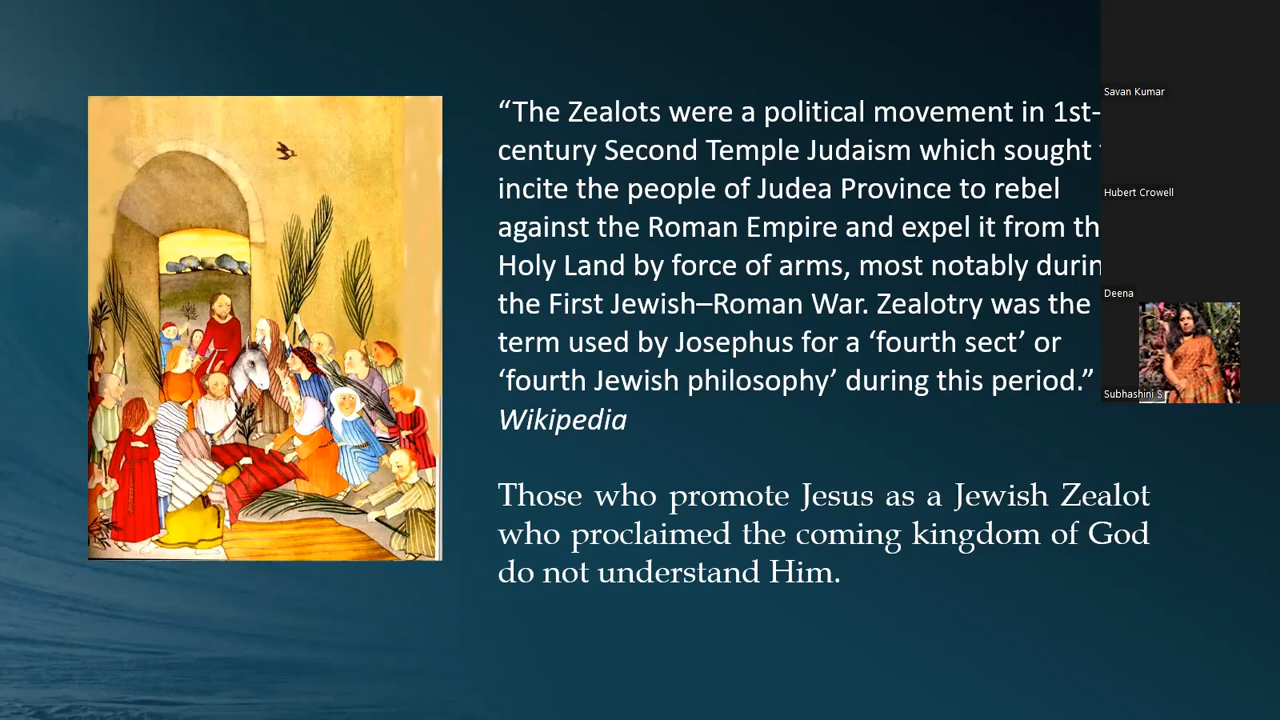 “The Zealots were a political movement in 1st-
century Second Temple Judaism which sought
incite the people of Judea Province to rebel
against the Roman Empire and expel it from th
Holy Land by force of arms, most notably durin
the First Jewish–Roman War. Zealotry was the
term used by Josephus for a ‘fourth sect’ or
‘fourth Jewish philosophy’ during this period.”
Wikipedia
Those who promote Jesus as a Jewish Zealot
who proclaimed the coming kingdom of God
do not understand Him.
Savan Kumar
Hubert Crowell
Deena
Subhashini S